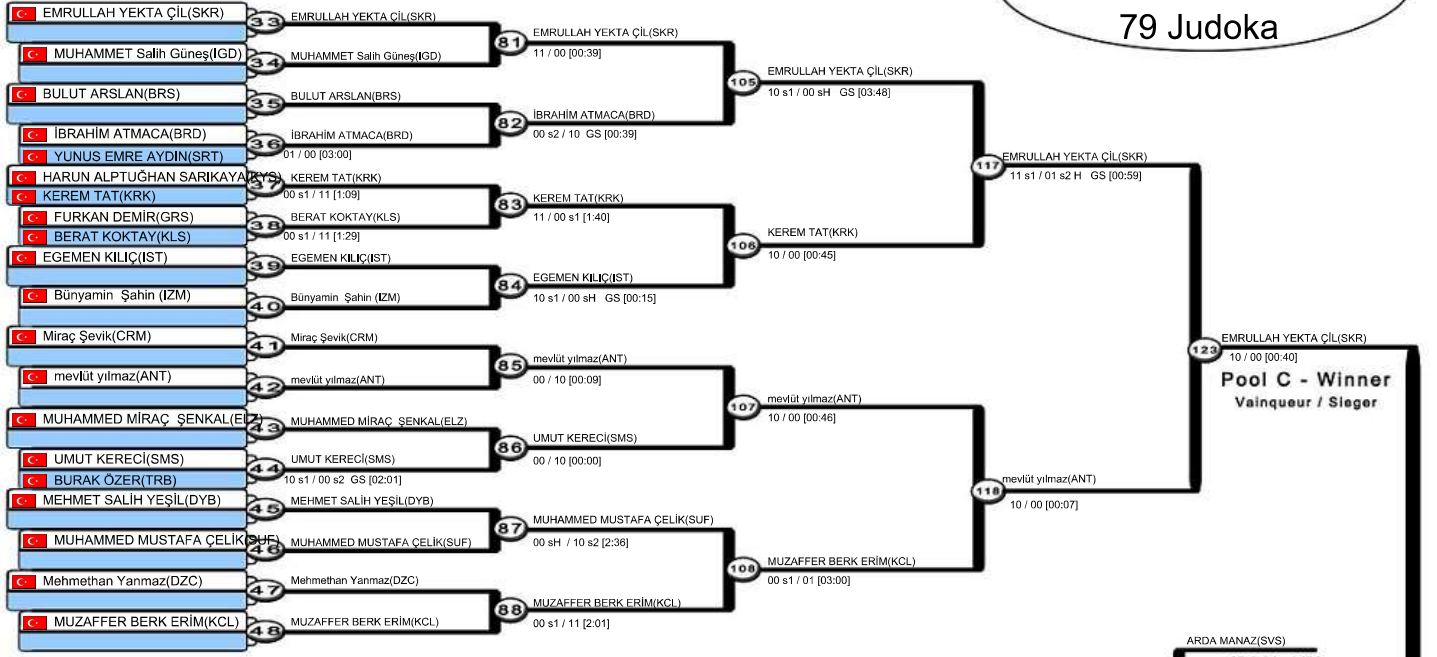 79 Judoka
EMRULLAH YEKTA ÇİL(SKR)
MUHAMMET Salih Güneş(IGD)
BULUT ARSLAN(BRS)
İBRAHİM ATMACA(BRD)
YUNUS EMRE AYDIN(SRT)
HARUN ALPTUĞHAN SARIKAYA(KYS)
KEREM TAT(KRK)
FURKAN DEMİR(GRS)
BERAT KOKTAY(KLS)
EGEMEN KILIÇ(IST)
Bünyamin Şahin (IZM)
Miraç Şevik(CRM)
mevlüt yılmaz(ANT)
MUHAMMED MİRAÇ ŞENKAL(ELZ)
UMUT KERECİ(SMS)
BURAK ÖZER(TRB)
MEHMET SALİH YEŞİL(DYB)
MUHAMMED MUSTAFA ÇELİK(SUF)
Mehmethan Yanmaz(DZC)
MUZAFFER BERK ERİM(KCL)
33 EMRULLAH YEKTA ÇİL(SKR)
34 MUHAMMET Salih Güneş(IGD)
35 BULUT ARSLAN(BRS)
36 İBRAHİM ATMACA(BRD)
01 / 00 [03:00]
37 KEREM TAT(KRK)
00 s1 / 11 [1:09]
38 BERAT KOKTAY(KLS)
00 s1 / 11 [1:29]
39 EGEMEN KILIÇ(IST)
40 Bünyamin Şahin (IZM)
41 Miraç Şevik(CRM)
42 mevlüt yılmaz(ANT)
43 MUHAMMED MİRAÇ ŞENKAL(ELZ)
44 UMUT KERECİ(SMS)
10 s1 / 00 s2 GS [02:01]
45 MEHMET SALİH YEŞİL(DYB)
46 MUHAMMED MUSTAFA ÇELİK(SUF)
47 Mehmethan Yanmaz(DZC)
48 MUZAFFER BERK ERİM(KCL)
81 EMRULLAH YEKTA ÇİL(SKR)
11 / 00 [00:39]
82 İBRAHİM ATMACA(BRD)
00 s2 / 10 GS [00:39]
83 KEREM TAT(KRK)
11 / 00 s1 [1:40]
84 EGEMEN KILIÇ(IST)
10 s1 / 00 sH GS [00:15]
85 mevlüt yılmaz(ANT)
00 / 10 [00:09]
86 UMUT KERECİ(SMS)
00 / 10 [00:00]
87 MUHAMMED MUSTAFA ÇELİK(SUF)
00 sH / 10 s2 [2:36]
88 MUZAFFER BERK ERİM(KCL)
00 s1 / 11 [2:01]
105 EMRULLAH YEKTA ÇİL(SKR)
10 s1 / 00 sH GS [03:48]
106 KEREM TAT(KRK)
10 / 00 [00:45]
107 mevlüt yılmaz(ANT)
10 / 00 [00:46]
108 MUZAFFER BERK ERİM(KCL)
00 s1 / 01 [03:00]
117 EMRULLAH YEKTA ÇİL(SKR)
11 s1 / 01 s2 H GS [00:59]
118 mevlüt yılmaz(ANT)
10 / 00 [00:07]
123 EMRULLAH YEKTA ÇİL(SKR)
10 / 00 [00:40]
Pool C - Winner
Vainqueur / Sieger
ARDA MANAZ(SVS)